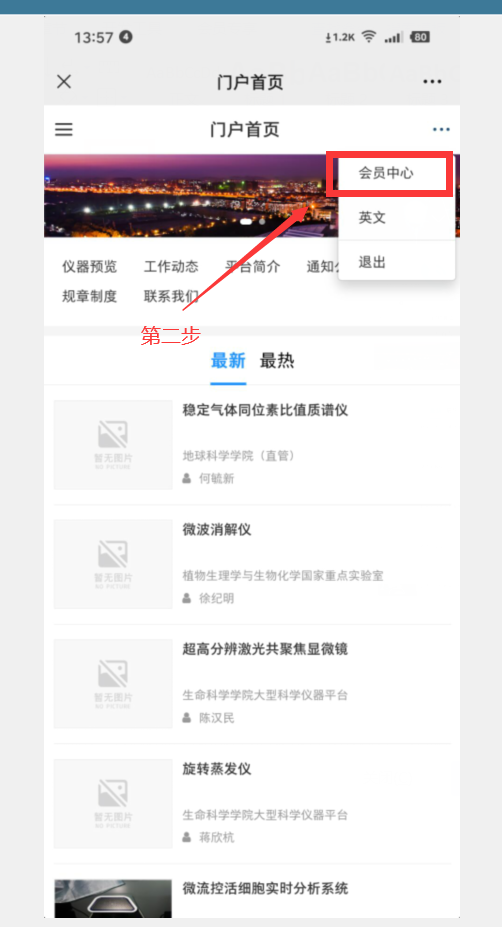 13:57 4 1.2K 80
门户首页
门户首页
会员中心
英文
退出
仪器预览 工作动态 平台简介 通知
规章制度 联系我们
第二步
最新 最热
稳定气体同位素比值质谱仪
地球科学学院（直管）
何毓新
暂无图片
NO PICTURE
微波消解仪
植物生理学与生物化学国家重点实验室
徐纪明
暂无图片
NO PICTURE
超高分辨激光共聚焦显微镜
生命科学学院大型科学仪器平台
陈汉民
暂无图片
NO PICTURE
旋转蒸发仪
生命科学学院大型科学仪器平台
蒋欣杭
暂无图片
NO PICTURE
微流控活细胞实时分析系统